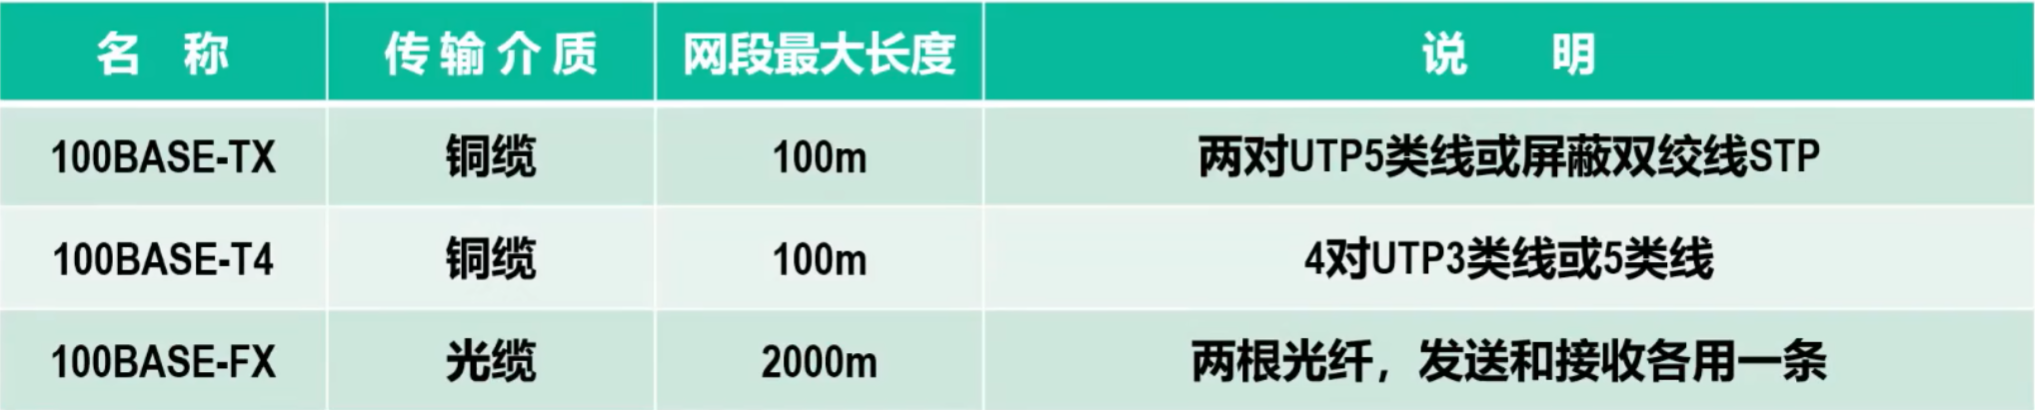 名 称 传输介质 网段最大长度 说 明
100BASE-TX 铜缆 100m 两对UTP5类线或屏蔽双绞线STP
100BASE-T4 铜缆 100m 4对UTP3类线或5类线
100BASE-FX 光缆 2000m 两根光纤，发送和接收各用一条